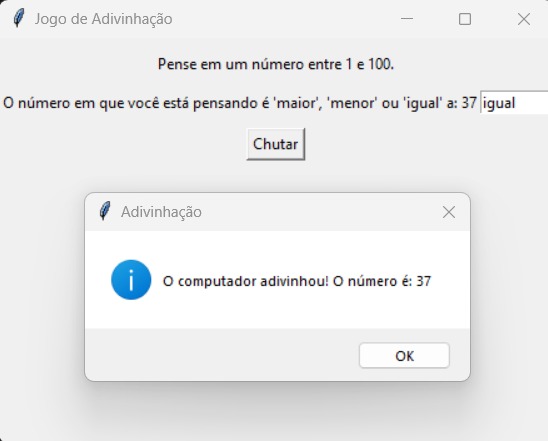 Jogo de Adivinhação
Pense em um número entre 1 e 100.
O número em que você está pensando é 'maior', 'menor' ou 'igual' a: 37 igual
Chutar
Adivinhação
O computador adivinhou! O número é: 37
OK